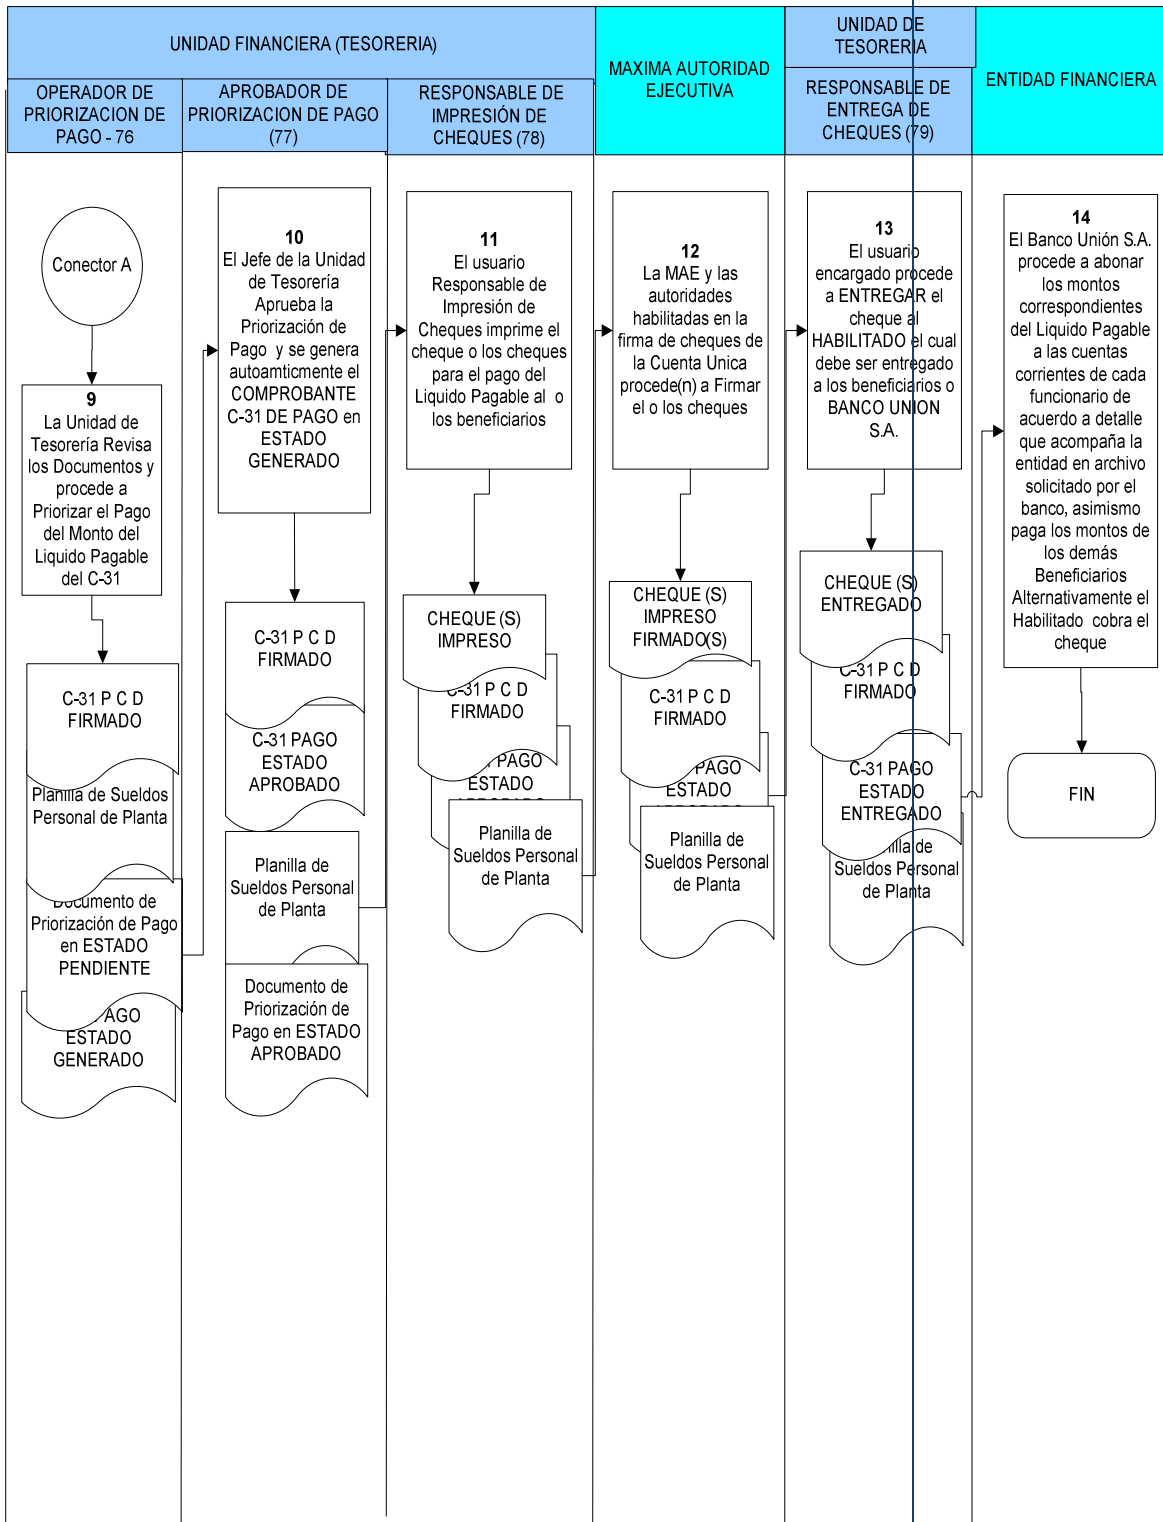 UNIDAD FINANCIERA (TESORERIA)
MAXIMA AUTORIDAD
EJECUTIVA
UNIDAD DE
TESORERIA
ENTIDAD FINANCIERA
OPERADOR DE
PRIORIZACION DE
PAGO - 76
APROBADOR DE
PRIORIZACION DE PAGO
(77)
RESPONSABLE DE
IMPRESIÓN DE
CHEQUES (78)
RESPONSABLE DE
ENTREGA DE
CHEQUES (79)
Conector A
9
La Unidad de
Tesorería Revisa
los Documentos y
procede a
Priorizar el Pago
del Monto del
Liquido Pagable
del C-31
C-31 P C D
FIRMADO
Planilla de Sueldos
Personal de Planta
Documento de
Priorización de Pago
en ESTADO
PENDIENTE
PAGO
ESTADO
GENERADO
10
El Jefe de la Unidad
de Tesorería
Aprueba la
Priorización de
Pago y se genera
autoamticmente el
COMPROBANTE
C-31 DE PAGO en
ESTADO
GENERADO
C-31 P C D
FIRMADO
C-31 PAGO
ESTADO
APROBADO
Planilla de
Sueldos Personal
de Planta
Documento de
Priorización de
Pago en ESTADO
APROBADO
11
El usuario
Responsable de
Impresión de
Cheques imprime el
cheque o los cheques
para el pago del
Liquido Pagable al o
los beneficiarios
CHEQUE (S)
IMPRESO
C-31 P C D
FIRMADO
PAGO
ESTADO
APROBADO
Planilla de
Sueldos Personal
de Planta
12
La MAE y las
autoridades
habilitadas en la
firma de cheques de
la Cuenta Unica
procede(n) a Firmar
el o los cheques
CHEQUE (S)
IMPRESO
FIRMADO(S)
C-31 P C D
FIRMADO
PAGO
ESTADO
APROBADO
Planilla de
Sueldos Personal
de Planta
13
El usuario
encargado procede
a ENTREGAR el
cheque al
HABILITADO el cual
debe ser entregado
a los beneficiarios o
BANCO UNION
S.A.
CHEQUE (S)
ENTREGADO
C-31 P C D
FIRMADO
C-31 PAGO
ESTADO
ENTREGADO
Planilla de
Sueldos Personal
de Planta
14
El Banco Unión S.A.
procede a abonar
los montos
correspondientes
del Liquido Pagable
a las cuentas
corrientes de cada
funcionario de
acuerdo a detalle
que acompaña la
entidad en archivo
solicitado por el
banco, asimismo
paga los montos de
los demás
Beneficiarios
Alternativamente el
Habilitado cobra el
cheque
FIN